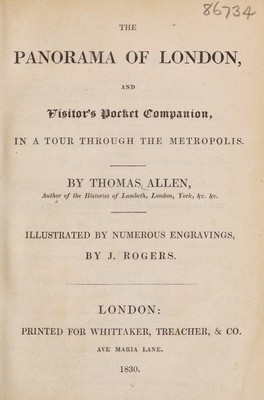 86734
THE
PANORAMA OF LONDON,
AND
Visitor's Pocket Companion,
IN A TOUR THROUGH THE METROPOLIS.
BY THOMAS ALLEN,
Author of the Histories of Lambeth, London, York, &c. &c.
ILLUSTRATED BY NUMEROUS ENGRAVINGS,
BY J. ROGERS.
LONDON:
PRINTED FOR WHITTAKER, TREACHER, & CO.
AVE MARIA LANE.
1830.